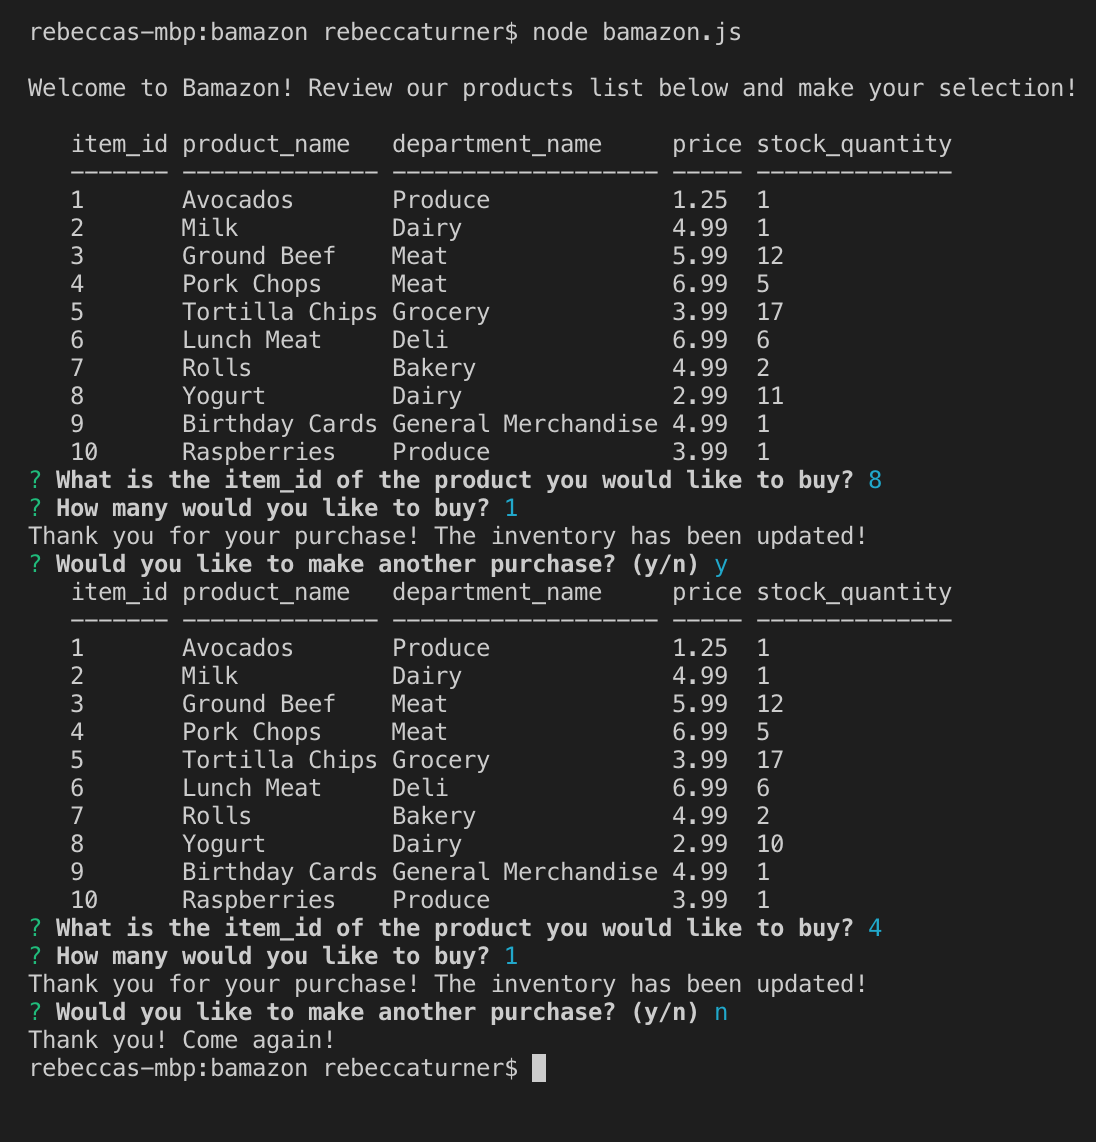 rebeccas-mbp:bamazon rebeccaturner$ node bamazon.js
Welcome to Bamazon! Review our products list below and make your selection!
item_id product_name   department_name     price stock_quantity
------- -------------- ------------------- ----- --------------
1       Avocados       Produce             1.25  1
2       Milk           Dairy               4.99  1
3       Ground Beef    Meat                5.99  12
4       Pork Chops     Meat                6.99  5
5       Tortilla Chips Grocery             3.99  17
6       Lunch Meat     Deli                6.99  6
7       Rolls          Bakery              4.99  2
8       Yogurt         Dairy               2.99  11
9       Birthday Cards General Merchandise 4.99  1
10      Raspberries    Produce             3.99  1
? What is the item_id of the product you would like to buy? 8
? How many would you like to buy? 1
Thank you for your purchase! The inventory has been updated!
? Would you like to make another purchase? (y/n) y
item_id product_name   department_name     price stock_quantity
------- -------------- ------------------- ----- --------------
1       Avocados       Produce             1.25  1
2       Milk           Dairy               4.99  1
3       Ground Beef    Meat                5.99  12
4       Pork Chops     Meat                6.99  5
5       Tortilla Chips Grocery             3.99  17
6       Lunch Meat     Deli                6.99  6
7       Rolls          Bakery              4.99  2
8       Yogurt         Dairy               2.99  10
9       Birthday Cards General Merchandise 4.99  1
10      Raspberries    Produce             3.99  1
? What is the item_id of the product you would like to buy? 4
? How many would you like to buy? 1
Thank you for your purchase! The inventory has been updated!
? Would you like to make another purchase? (y/n) n
Thank you! Come again!
rebeccas-mbp:bamazon rebeccaturner$